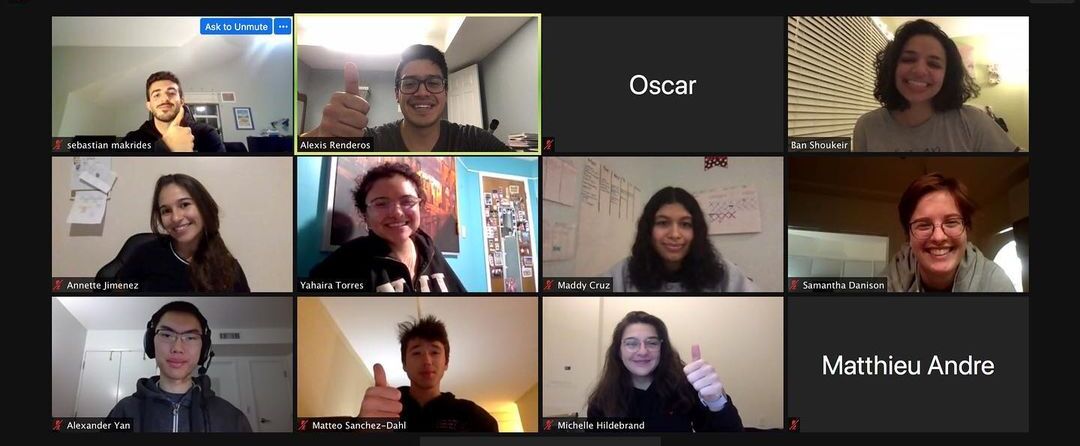 Ask to Unmute
sebastian makrides
Alexis Renderos
Oscar
Ban Shoukeir
Annette Jimenez
Yahaira Torres
Maddy Cruz
Samantha Danison
Alexander Yan
Matteo Sanchez-Dahl
Michelle Hildebrand
Matthieu Andre